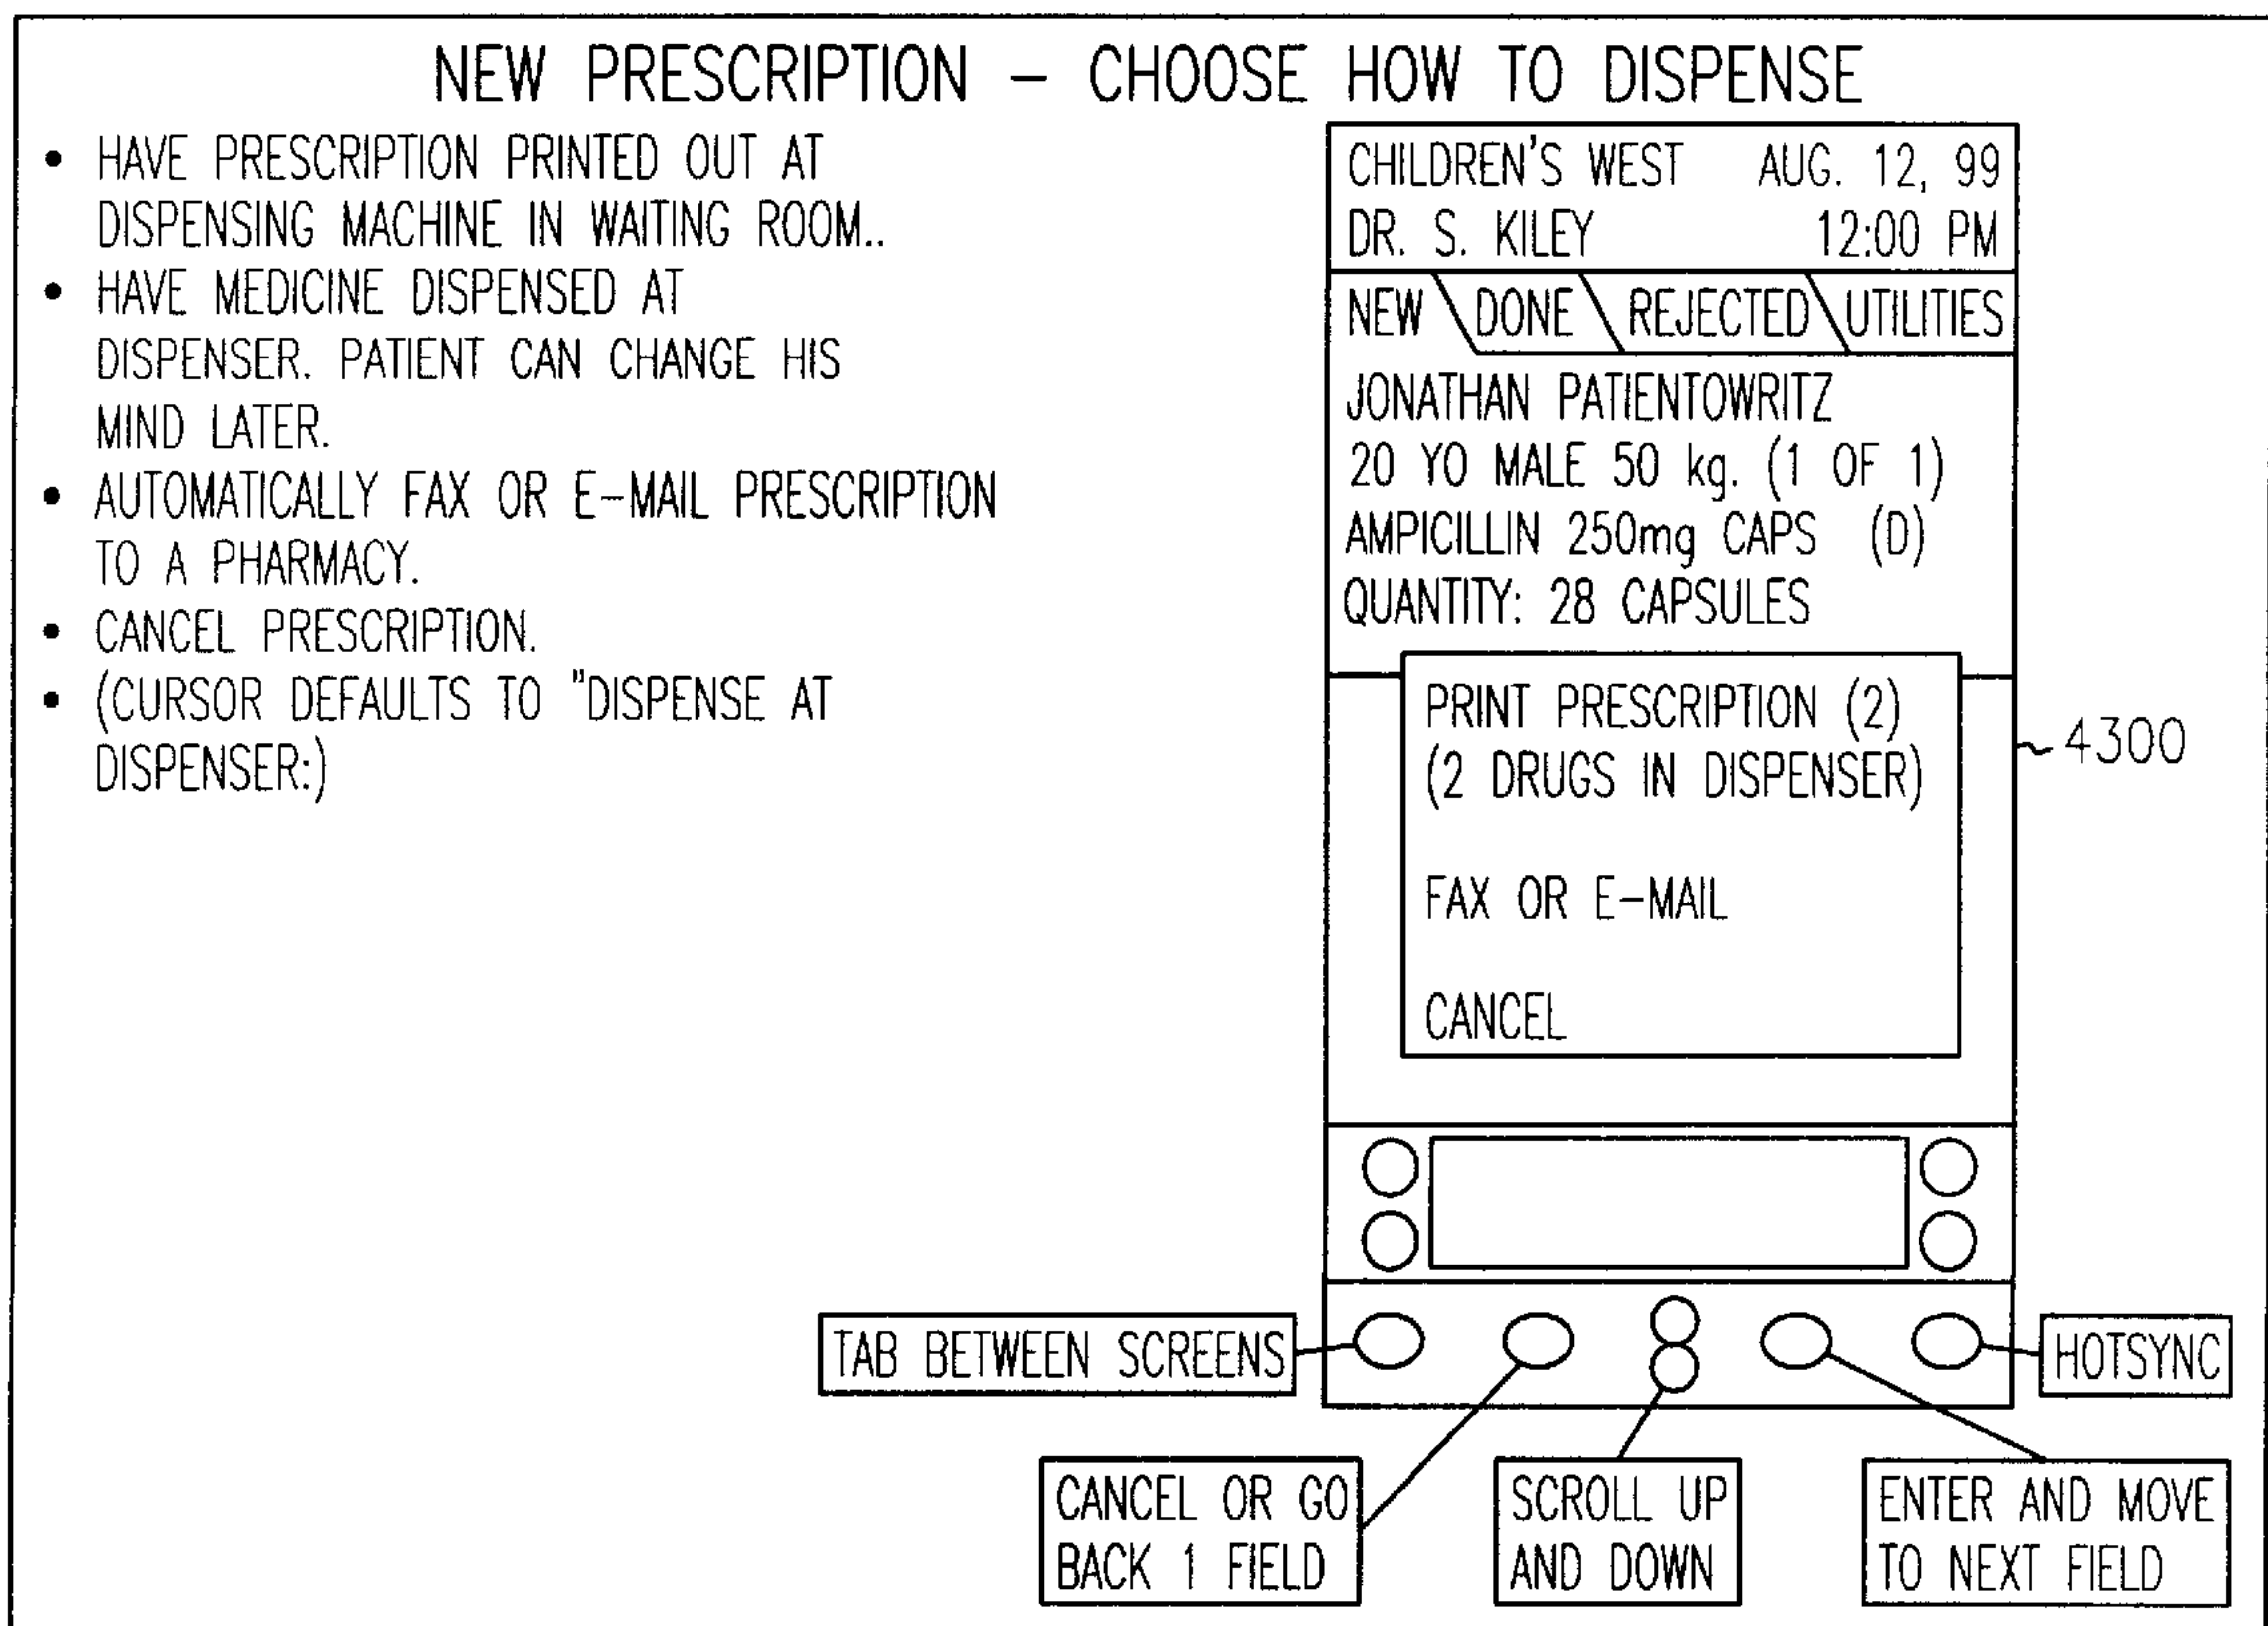 NEW PRESCRIPTION – CHOOSE HOW TO DISPENSE
• HAVE PRESCRIPTION PRINTED OUT AT
DISPENSING MACHINE IN WAITING ROOM..
• HAVE MEDICINE DISPENSED AT
DISPENSER. PATIENT CAN CHANGE HIS
MIND LATER.
• AUTOMATICALLY FAX OR E–MAIL PRESCRIPTION
TO A PHARMACY.
• CANCEL PRESCRIPTION.
• (CURSOR DEFAULTS TO "DISPENSE AT
DISPENSER:)
CHILDREN'S WEST AUG. 12, 99
DR. S. KILEY 12:00 PM
NEW DONE REJECTED UTILITIES
JONATHAN PATIENTOWRITZ
20 YO MALE 50 kg. (1 OF 1)
AMPICILLIN 250mg CAPS (D)
QUANTITY: 28 CAPSULES
PRINT PRESCRIPTION (2)
(2 DRUGS IN DISPENSER)
FAX OR E–MAIL
CANCEL
4300
TAB BETWEEN SCREENS
HOTSYNC
CANCEL OR GO
BACK 1 FIELD
SCROLL UP
AND DOWN
ENTER AND MOVE
TO NEXT FIELD